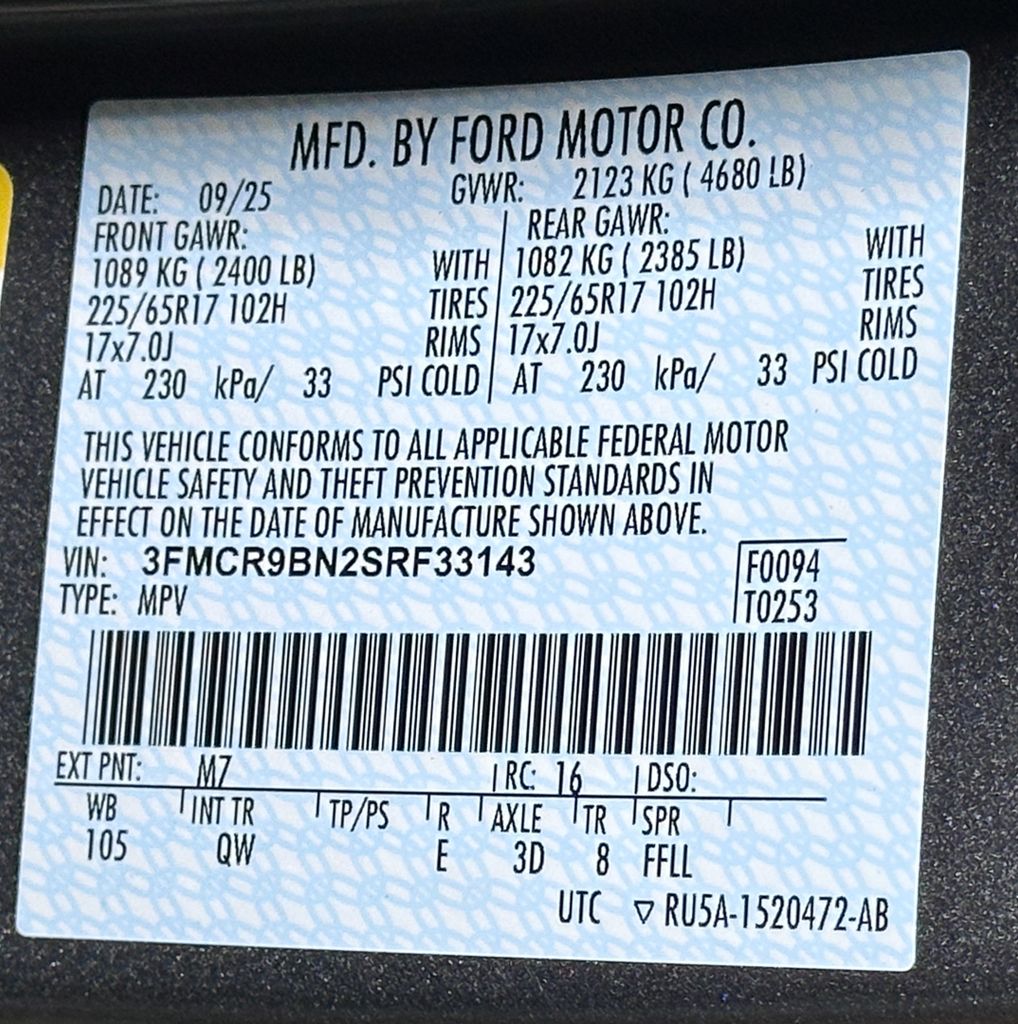 MFD. BY FORD MOTOR CO.
DATE: 09/25 GVWR: 2123 KG ( 4680 LB)
FRONT GAWR: REAR GAWR:
1089 KG ( 2400 LB) WITH 1082 KG ( 2385 LB) WITH
225/65R17 102H TIRES 225/65R17 102H TIRES
17x7.0J RIMS 17x7.0J RIMS
AT 230 kPa/ 33 PSI COLD AT 230 kPa/ 33 PSI COLD
THIS VEHICLE CONFORMS TO ALL APPLICABLE FEDERAL MOTOR
VEHICLE SAFETY AND THEFT PREVENTION STANDARDS IN
EFFECT ON THE DATE OF MANUFACTURE SHOWN ABOVE.
VIN: 3FMCR9BN2SRF33143 F0094
TYPE: MPV T0253
EXT PNT: M7 RC: 16 DSO:
WB INT TR TP/PS R AXLE TR SPR
105 QW E 3D 8 FFLL
UTC ▽ RU5A-1520472-AB